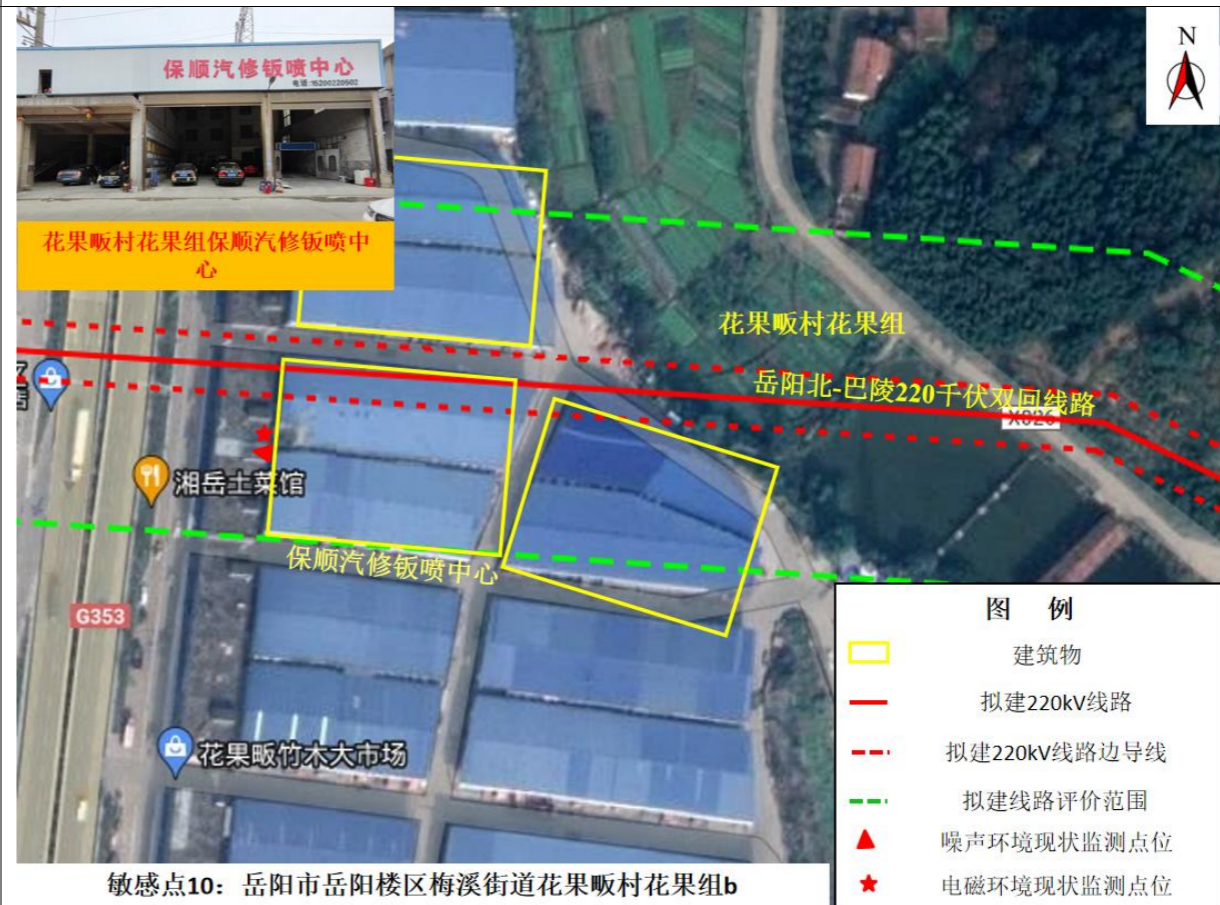 保顺汽修钣喷中心
电话:15200220502
花果畈村花果组保顺汽修钣喷中
心
N
花果畈村花果组
岳阳北-巴陵220千伏双回线路
X026
湘岳土菜馆
保顺汽修钣喷中心
G353
花果畈竹木大市场
图 例
建筑物
拟建220kV线路
拟建220kV线路边导线
拟建线路评价范围
噪声环境现状监测点位
电磁环境现状监测点位
敏感点10：岳阳市岳阳楼区梅溪街道花果畈村花果组b